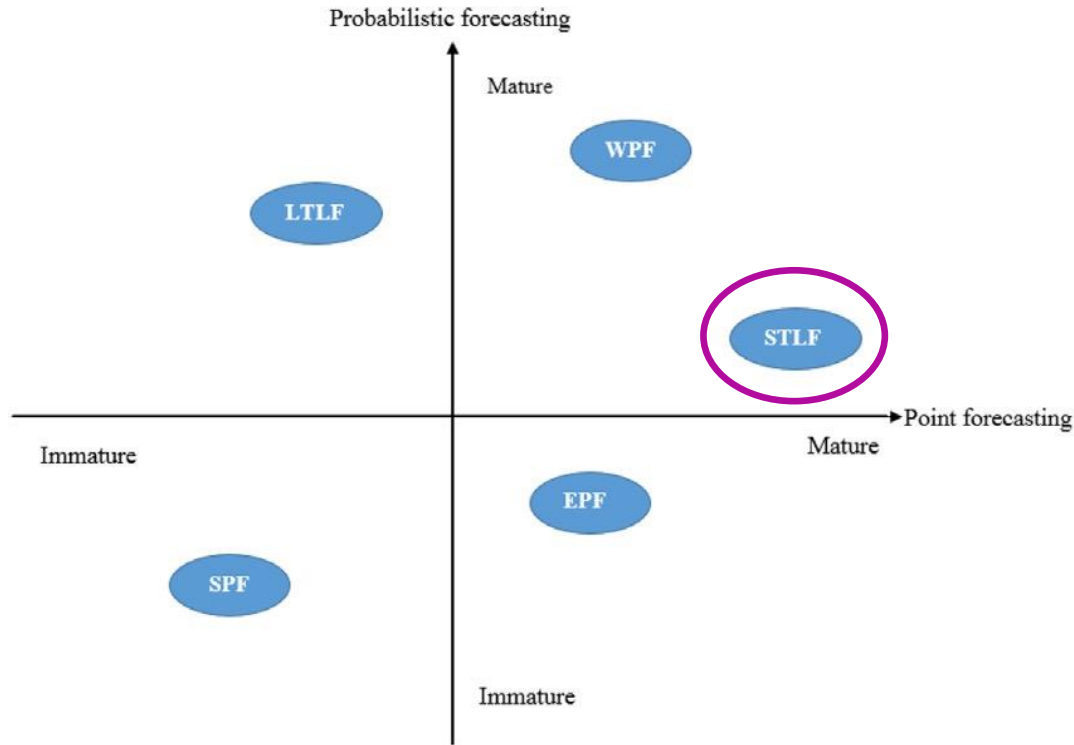 Probabilistic forecasting
Mature
WPF
LTLF
STLF
Point forecasting
Immature
Mature
EPF
SPF
Immature